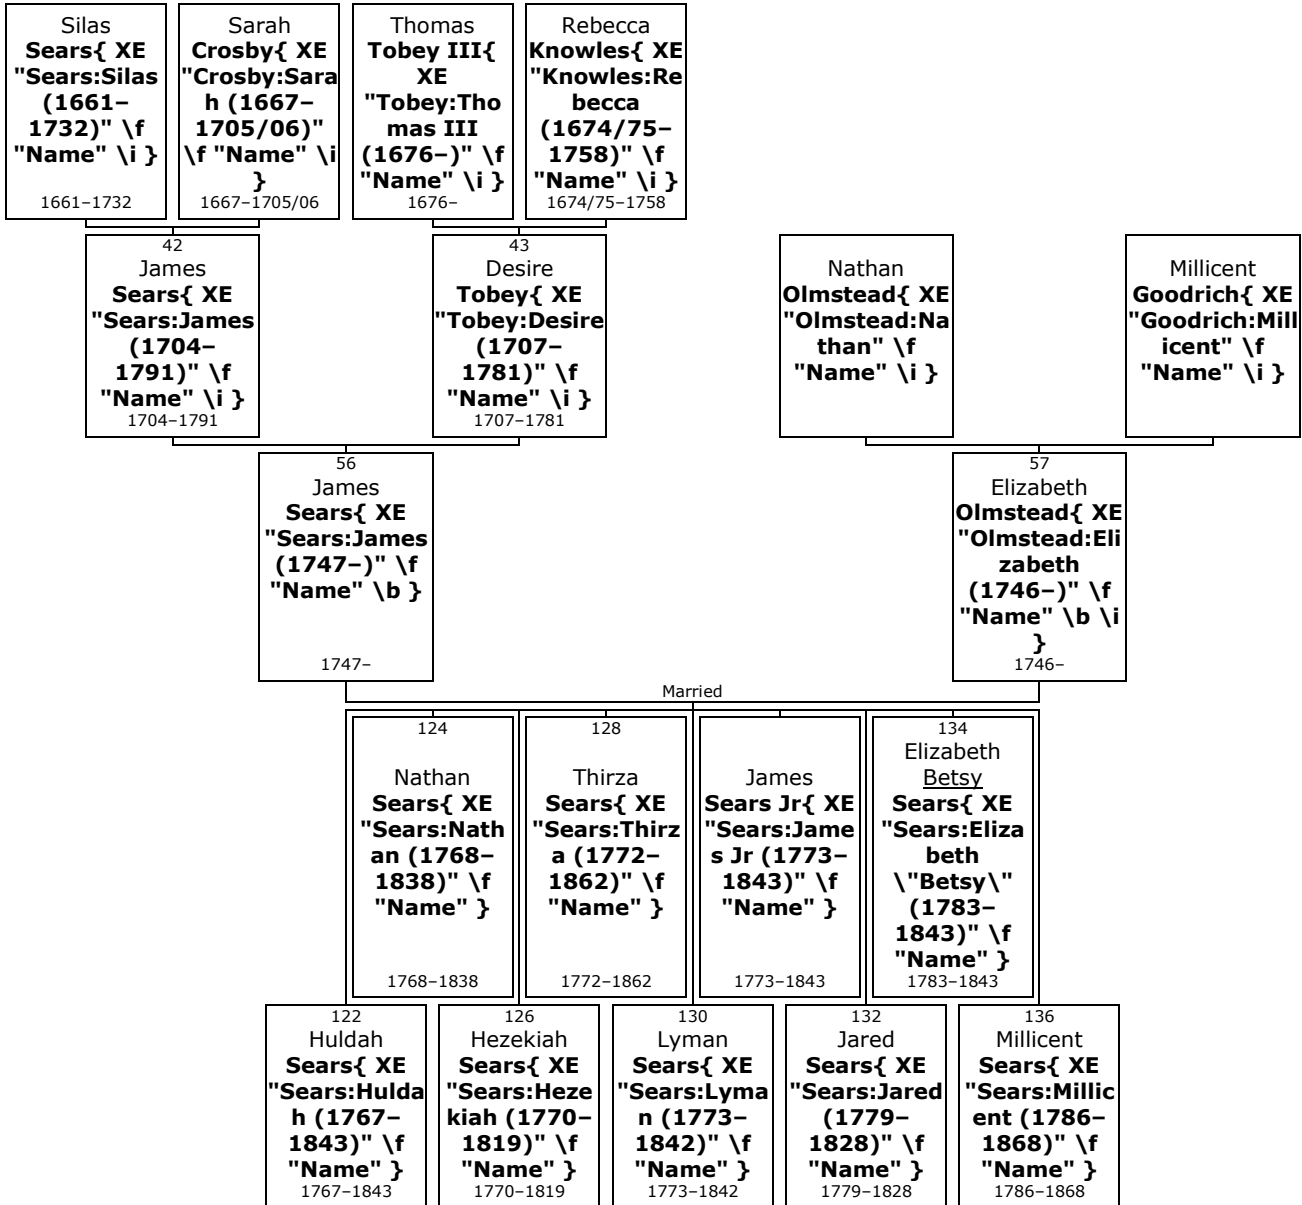 Silas
Sears{ XE
"Sears:Silas
(1661–
1732)" \f
"Name" \i }
1661–1732
Sarah
Crosby{ XE
"Crosby:Sara
h (1667–
1705/06)"
\f "Name" \i
}
1667–1705/06
Thomas
Tobey III{
XE
"Tobey:Tho
mas III
(1676–)" \f
"Name" \i }
1676–
Rebecca
Knowles{ XE
"Knowles:Re
becca
(1674/75–
1758)" \f
"Name" \i }
1674/75–1758
42
James
Sears{ XE
"Sears:James
(1704–
1791)" \f
"Name" \i }
1704–1791
43
Desire
Tobey{ XE
"Tobey:Desire
(1707–
1781)" \f
"Name" \i }
1707–1781
Nathan
Olmstead{ XE
"Olmstead:Na
than" \f
"Name" \i }
Millicent
Goodrich{ XE
"Goodrich:Mill
icent" \f
"Name" \i }
56
James
Sears{ XE
"Sears:James
(1747–)" \f
"Name" \b }
1747–
57
Elizabeth
Olmstead{ XE
"Olmstead:Eli
zabeth
(1746–)" \f
"Name" \b \i
}
1746–
Married
124
Nathan
Sears{ XE
"Sears:Nath
an (1768–
1838)" \f
"Name" }
1768–1838
128
Thirza
Sears{ XE
"Sears:Thirz
a (1772–
1862)" \f
"Name" }
1772–1862
James
Sears Jr{ XE
"Sears:Jame
s Jr (1773–
1843)" \f
"Name" }
1773–1843
134
Elizabeth
Betsy
Sears{ XE
"Sears:Eliza
beth
\"Betsy\"
(1783–
1843)" \f
"Name" }
1783–1843
122
Huldah
Sears{ XE
"Sears:Hulda
h (1767–
1843)" \f
"Name" }
1767–1843
126
Hezekiah
Sears{ XE
"Sears:Heze
kiah (1770–
1819)" \f
"Name" }
1770–1819
130
Lyman
Sears{ XE
"Sears:Lyma
n (1773–
1842)" \f
"Name" }
1773–1842
132
Jared
Sears{ XE
"Sears:Jared
(1779–
1828)" \f
"Name" }
1779–1828
136
Millicent
Sears{ XE
"Sears:Millic
ent (1786–
1868)" \f
"Name" }
1786–1868